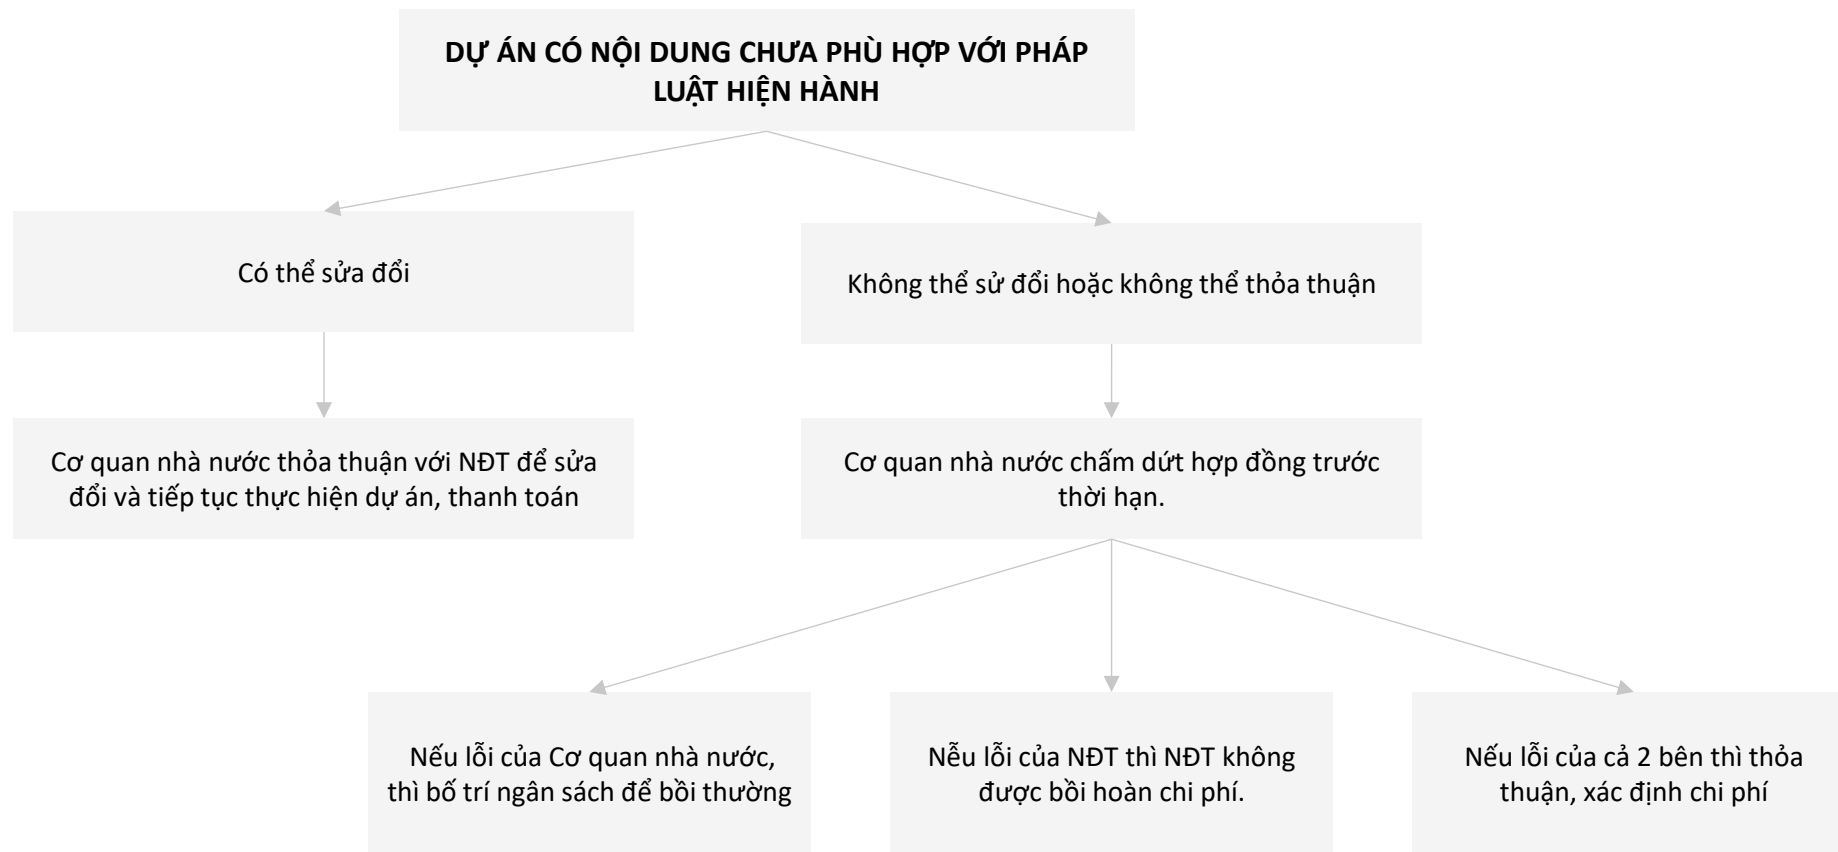 DỰ ÁN CÓ NỘI DUNG CHƯA PHÙ HỢP VỚI PHÁP
LUẬT HIỆN HÀNH
Có thể sửa đổi
Không thể sử đổi hoặc không thể thỏa thuận
Cơ quan nhà nước thỏa thuận với NĐT để sửa
đổi và tiếp tục thực hiện dự án, thanh toán
Cơ quan nhà nước chấm dứt hợp đồng trước
thời hạn.
Nếu lỗi của Cơ quan nhà nước,
thì bố trí ngân sách để bồi thường
Nễu lỗi của NĐT thì NĐT không
được bồi hoàn chi phí.
Nếu lỗi của cả 2 bên thì thỏa
thuận, xác định chi phí